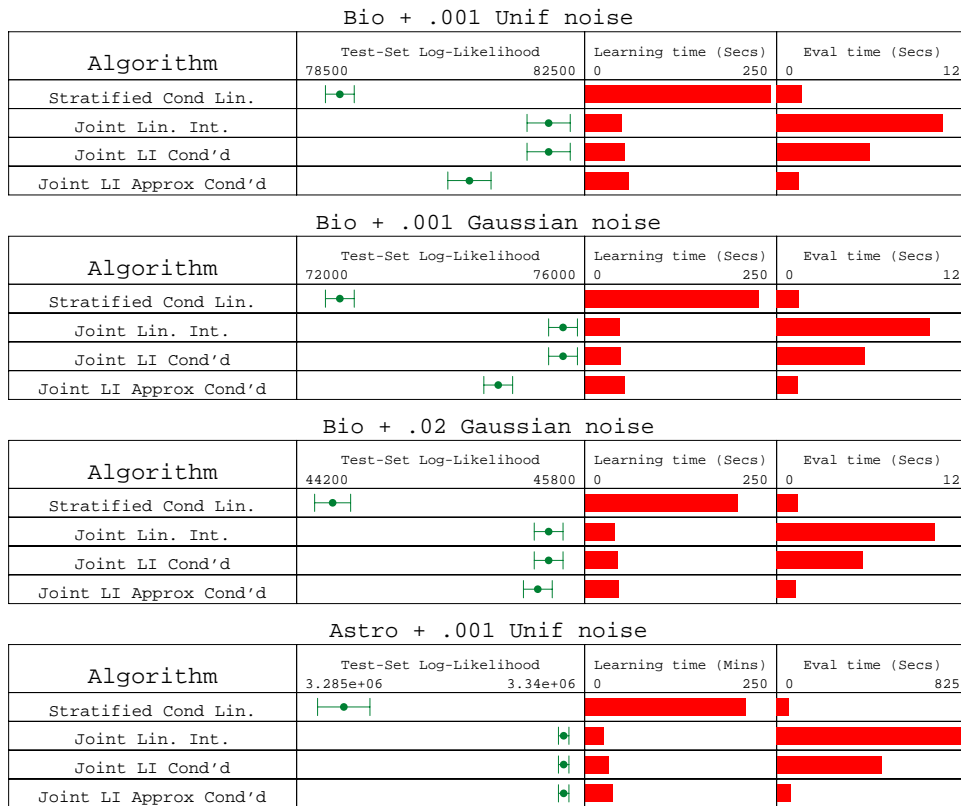 Bio + .001 Unif noise
Algorithm Test-Set Log-Likelihood Learning time (Secs) Eval time (Secs)
78500 82500 0 250 0 12
Stratified Cond Lin.
Joint Lin. Int.
Joint LI Cond'd
Joint LI Approx Cond'd
Bio + .001 Gaussian noise
Algorithm Test-Set Log-Likelihood Learning time (Secs) Eval time (Secs)
72000 76000 0 250 0 12
Stratified Cond Lin.
Joint Lin. Int.
Joint LI Cond'd
Joint LI Approx Cond'd
Bio + .02 Gaussian noise
Algorithm Test-Set Log-Likelihood Learning time (Secs) Eval time (Secs)
44200 45800 0 250 0 12
Stratified Cond Lin.
Joint Lin. Int.
Joint LI Cond'd
Joint LI Approx Cond'd
Astro + .001 Unif noise
Algorithm Test-Set Log-Likelihood Learning time (Mins) Eval time (Secs)
3.285e+06 3.34e+06 0 250 0 825
Stratified Cond Lin.
Joint Lin. Int.
Joint LI Cond'd
Joint LI Approx Cond'd